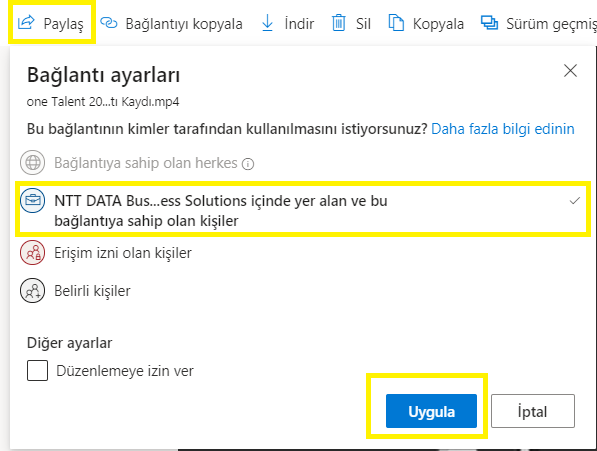 Paylaş Bağlantıyı kopyala İndir Sil Kopyala Sürüm geçmiş
Bağlantı ayarları
one Talent 20...tı Kaydı.mp4
Bu bağlantının kimler tarafından kullanılmasını istiyorsunuz? Daha fazla bilgi edinin
Bağlantıya sahip olan herkes
NTT DATA Bus...ess Solutions içinde yer alan ve bu
bağlantıya sahip olan kişiler
Erişim izni olan kişiler
Belirli kişiler
Diğer ayarlar
Düzenlemeye izin ver
Uygula İptal